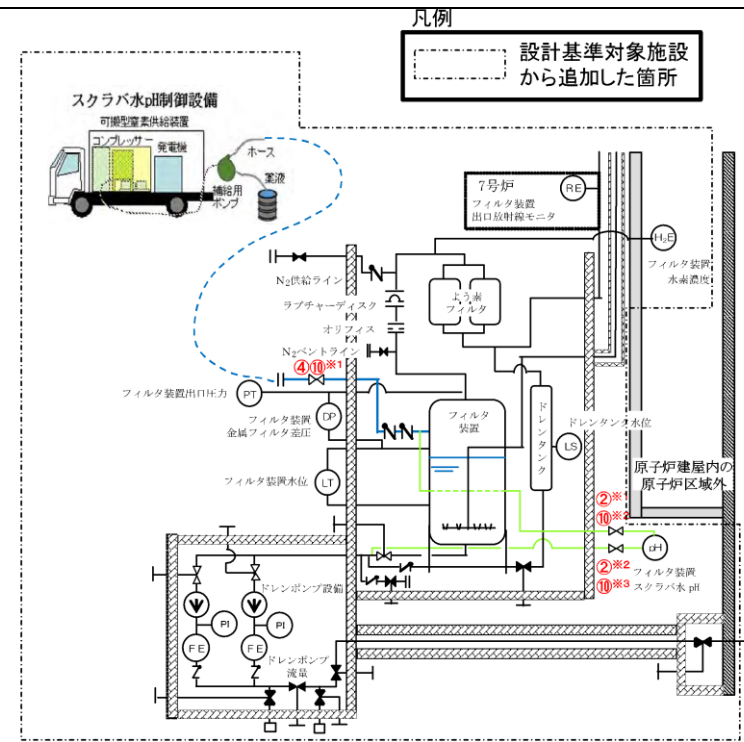 凡例
設計基準対象施設
から追加した箇所
スクラバ水pH制御設備
可搬型窒素供給装置
コンプレッサー
発電機
ホース
補給用
ポンプ
薬液
7号炉
フィルタ装置
出口放射線モニタ
RE
H₂E
フィルタ装置
水素濃度
N₂供給ライン
ラプチャーディスク
よう素
フィルタ
オリフィス
N₂ベントライン
④⑩※1
フィルタ装置出口圧力
PT
フィルタ装置
金属フィルタ差圧
DP
フィルタ
装置
ドレンタンク
ドレンタンク水位
LS
フィルタ装置水位
LT
原子炉建屋内の
原子炉区域外
②※1
⑩※2
pH
②※2
⑩※3
フィルタ装置
スクラバ水 pH
ドレンポンプ設備
PI
PI
FE
FE
ドレンポンプ
流量